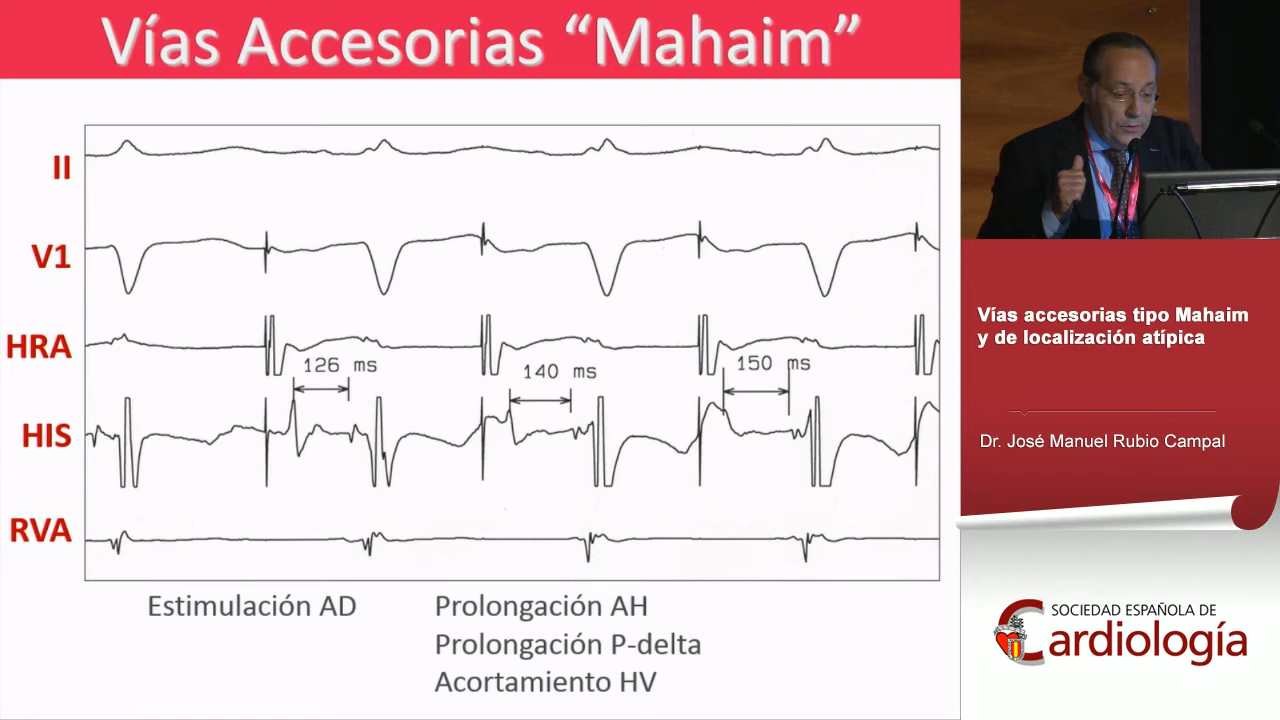 Vías Accesorias “Mahaim”
II
V1
HRA
126 ms
140 ms
150 ms
HIS
RVA
Estimulación AD
Prolongación AH
Prolongación P-delta
Acortamiento HV
Vías accesorias tipo Mahaim
y de localización atípica
Dr. José Manuel Rubio Campal
SOCIEDAD ESPAÑOLA DE
Cardiología